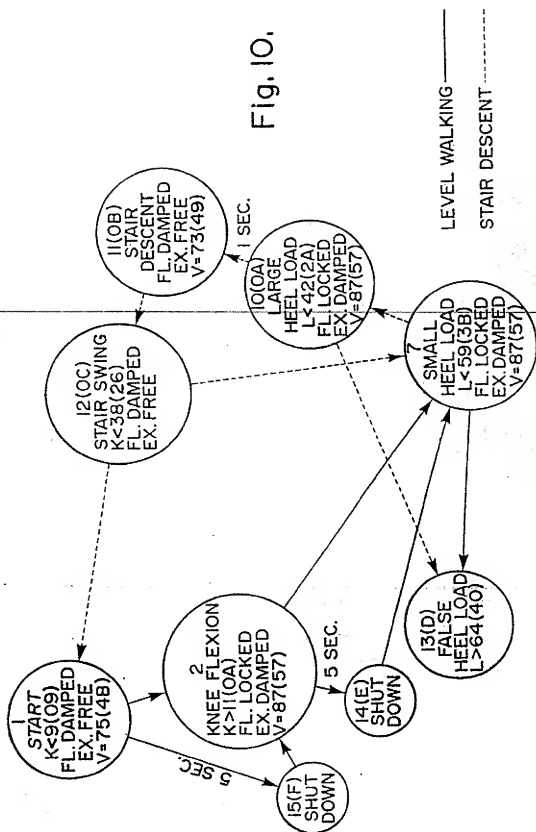 1
START
K<9(09)
FL. DAMPED
EX. FREE
V=75(4B)
5 SEC.
15(F)
SHUT
DOWN
2
KNEE FLEXION
K>11(0A)
FL. LOCKED
EX. DAMPED
V=87(57)
5 SEC.
14(E)
SHUT
DOWN
12(0C)
STAIR SWING
K<38(26)
FL. DAMPED
EX. FREE
11(0B)
STAIR
DESCENT
FL. DAMPED
EX. FREE
V=73(49)
1 SEC.
10(0A)
LARGE
HEEL LOAD
L<42(2A)
FL. LOCKED
EX. DAMPED
V=87(57)
7
SMALL
HEEL LOAD
L<59(3B)
FL. LOCKED
EX. DAMPED
V=87(57)
13(D)
FALSE
HEEL LOAD
L>64(40)
Fig. 10.
LEVEL WALKING
STAIR DESCENT